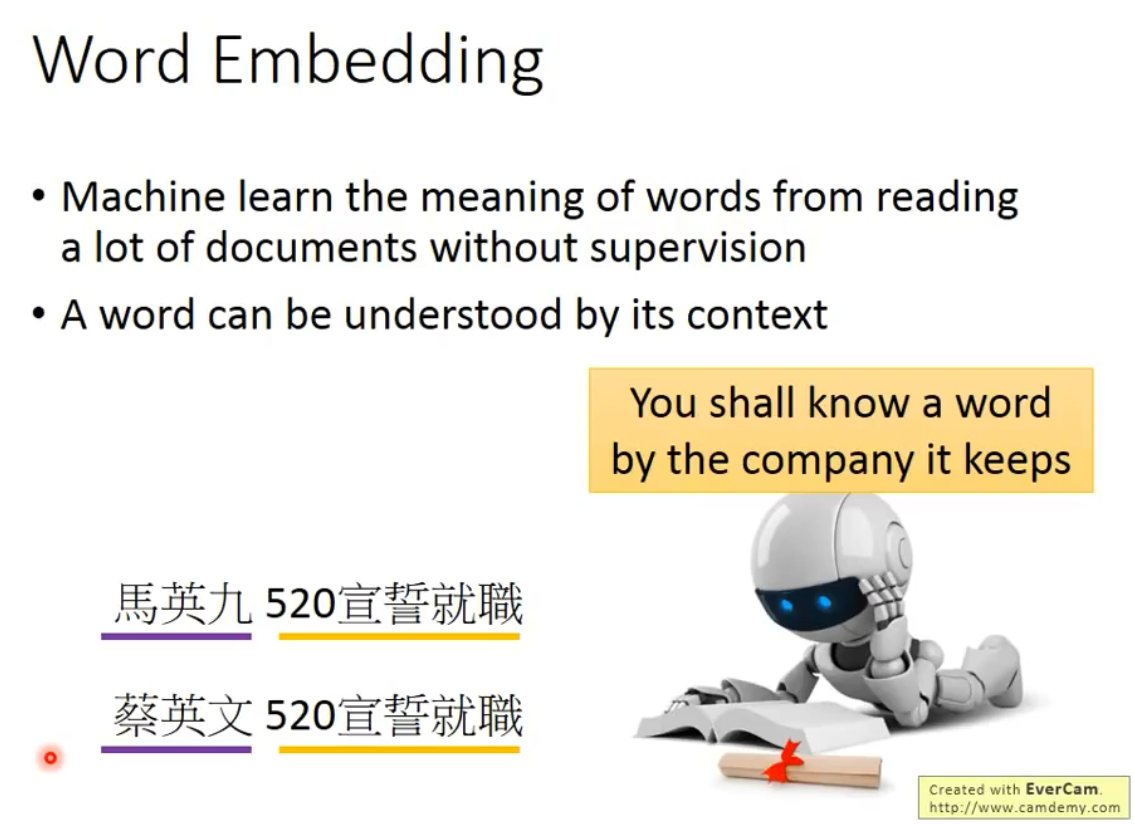 Word Embedding
• Machine learn the meaning of words from reading
a lot of documents without supervision
• A word can be understood by its context
You shall know a word
by the company it keeps
馬英九 520宣誓就職
蔡英文 520宣誓就職
Created with EverCam.
http://www.camdemy.com